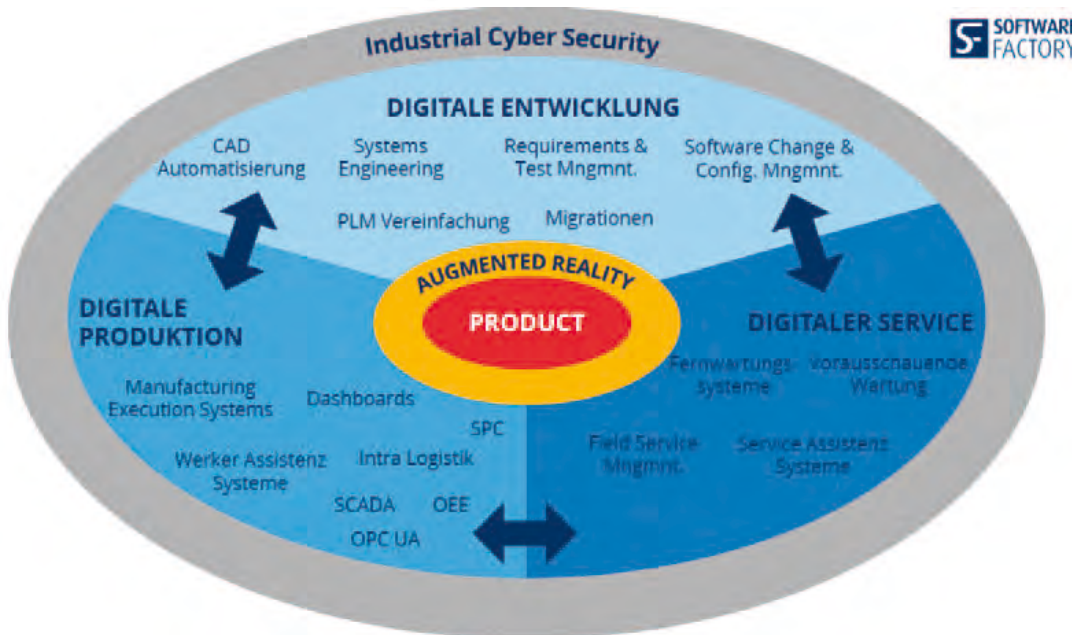 Industrial Cyber Security
SOFTWARE
FACTORY
DIGITALE ENTWICKLUNG
CAD
Automatisierung
Systems
Engineering
Requirements &
Test Mngmnt.
Software Change &
Config. Mngmnt.
PLM Vereinfachung
Migrationen
AUGMENTED REALITY
PRODUCT
DIGITALE
PRODUKTION
Manufacturing
Execution Systems
Dashboards
SPC
Werker Assistenz
Systeme
Intra Logistik
SCADA
OEE
OPC UA
DIGITALER SERVICE
Fernwartungs-
systeme
Vorausschauende
Wartung
Field Service
Mngmnt.
Service Assistenz
Systeme